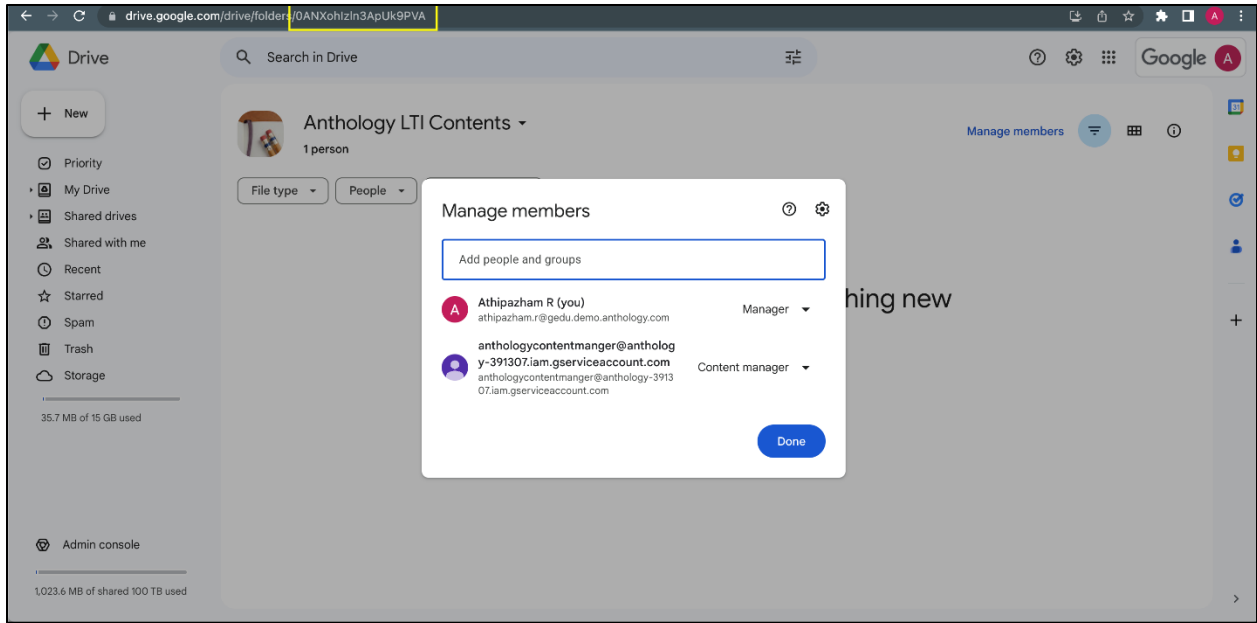 drive.google.com/drive/folders/0ANXohIzIn3ApUk9PVA
A
Drive
Search in Drive
Google A
New
Anthology LTI Contents
1 person
Manage members
31
Priority
My Drive
File type
People
Shared drives
Shared with me
Recent
Starred
Spam
Trash
Storage
35.7 MB of 15 GB used
Manage members
Add people and groups
A
Athipazham R (you)
athipazham.r@gedu.demo.anthology.com
Manager
anthologycontentmanger@antholog
y-391307.iam.gserviceaccount.com
anthologycontentmanger@anthology-3913
07.iam.gserviceaccount.com
Content manager
Done
hing new
Admin console
1,023.6 MB of shared 100 TB used